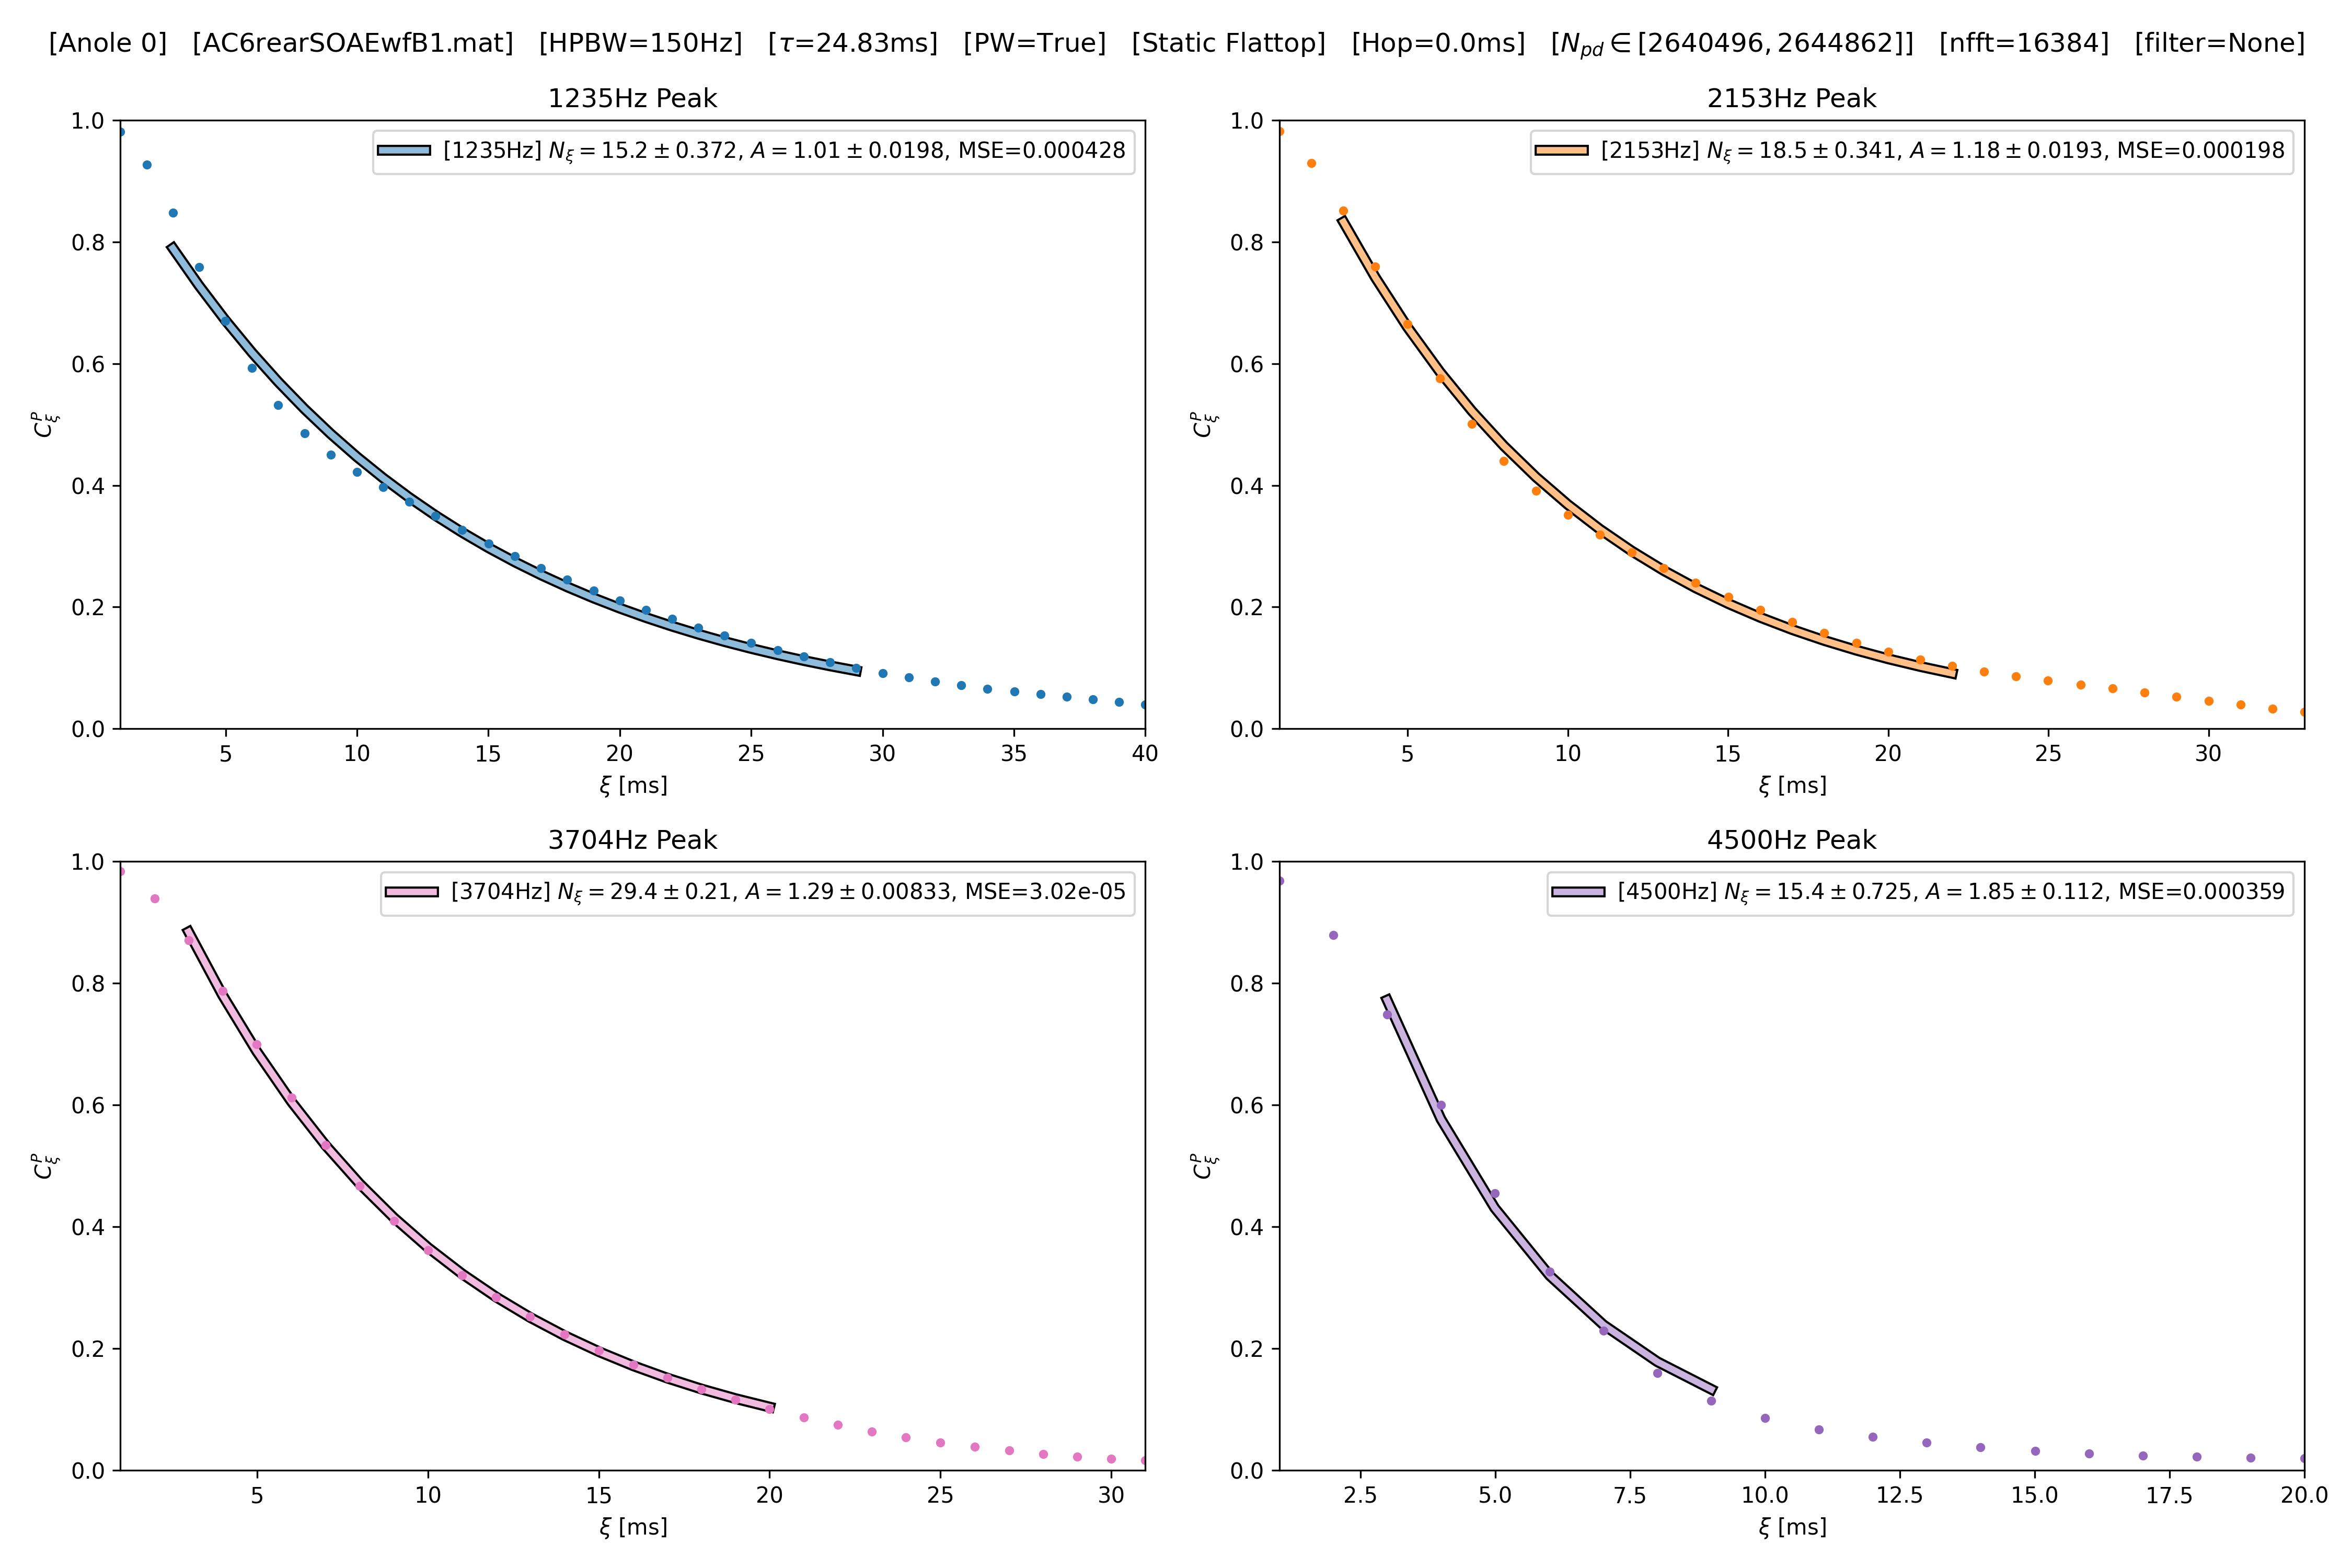 [Anole 0] [AC6rearSOAEwfB1.mat] [HPBW=150Hz] [τ=24.83ms] [PW=True] [Static Flattop] [Hop=0.0ms] [N_{pd} ∈ [2640496, 2644862]] [nfft=16384] [filter=None]
1235Hz Peak
[1235Hz] N_ξ = 15.2 ± 0.372, A = 1.01 ± 0.0198, MSE=0.000428
1.0
0.8
0.6
0.4
0.2
0.0
C_ξ^P
5 10 15 20 25 30 35 40
ξ [ms]
2153Hz Peak
[2153Hz] N_ξ = 18.5 ± 0.341, A = 1.18 ± 0.0193, MSE=0.000198
1.0
0.8
0.6
0.4
0.2
0.0
C_ξ^P
5 10 15 20 25 30
ξ [ms]
3704Hz Peak
[3704Hz] N_ξ = 29.4 ± 0.21, A = 1.29 ± 0.00833, MSE=3.02e-05
1.0
0.8
0.6
0.4
0.2
0.0
C_ξ^P
5 10 15 20 25 30
ξ [ms]
4500Hz Peak
[4500Hz] N_ξ = 15.4 ± 0.725, A = 1.85 ± 0.112, MSE=0.000359
1.0
0.8
0.6
0.4
0.2
0.0
C_ξ^P
2.5 5.0 7.5 10.0 12.5 15.0 17.5 20.0
ξ [ms]